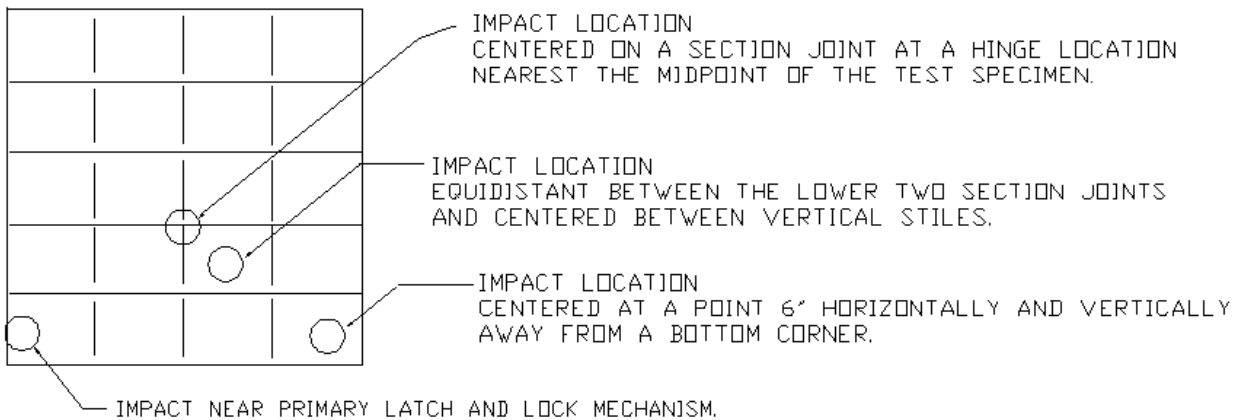 IMPACT LOCATION
CENTERED ON A SECTION JOINT AT A HINGE LOCATION
NEAREST THE MIDPOINT OF THE TEST SPECIMEN.
IMPACT LOCATION
EQUIDISTANT BETWEEN THE LOWER TWO SECTION JOINTS
AND CENTERED BETWEEN VERTICAL STILES.
IMPACT LOCATION
CENTERED AT A POINT 6" HORIZONTALLY AND VERTICALLY
AWAY FROM A BOTTOM CORNER.
IMPACT NEAR PRIMARY LATCH AND LOCK MECHANISM.